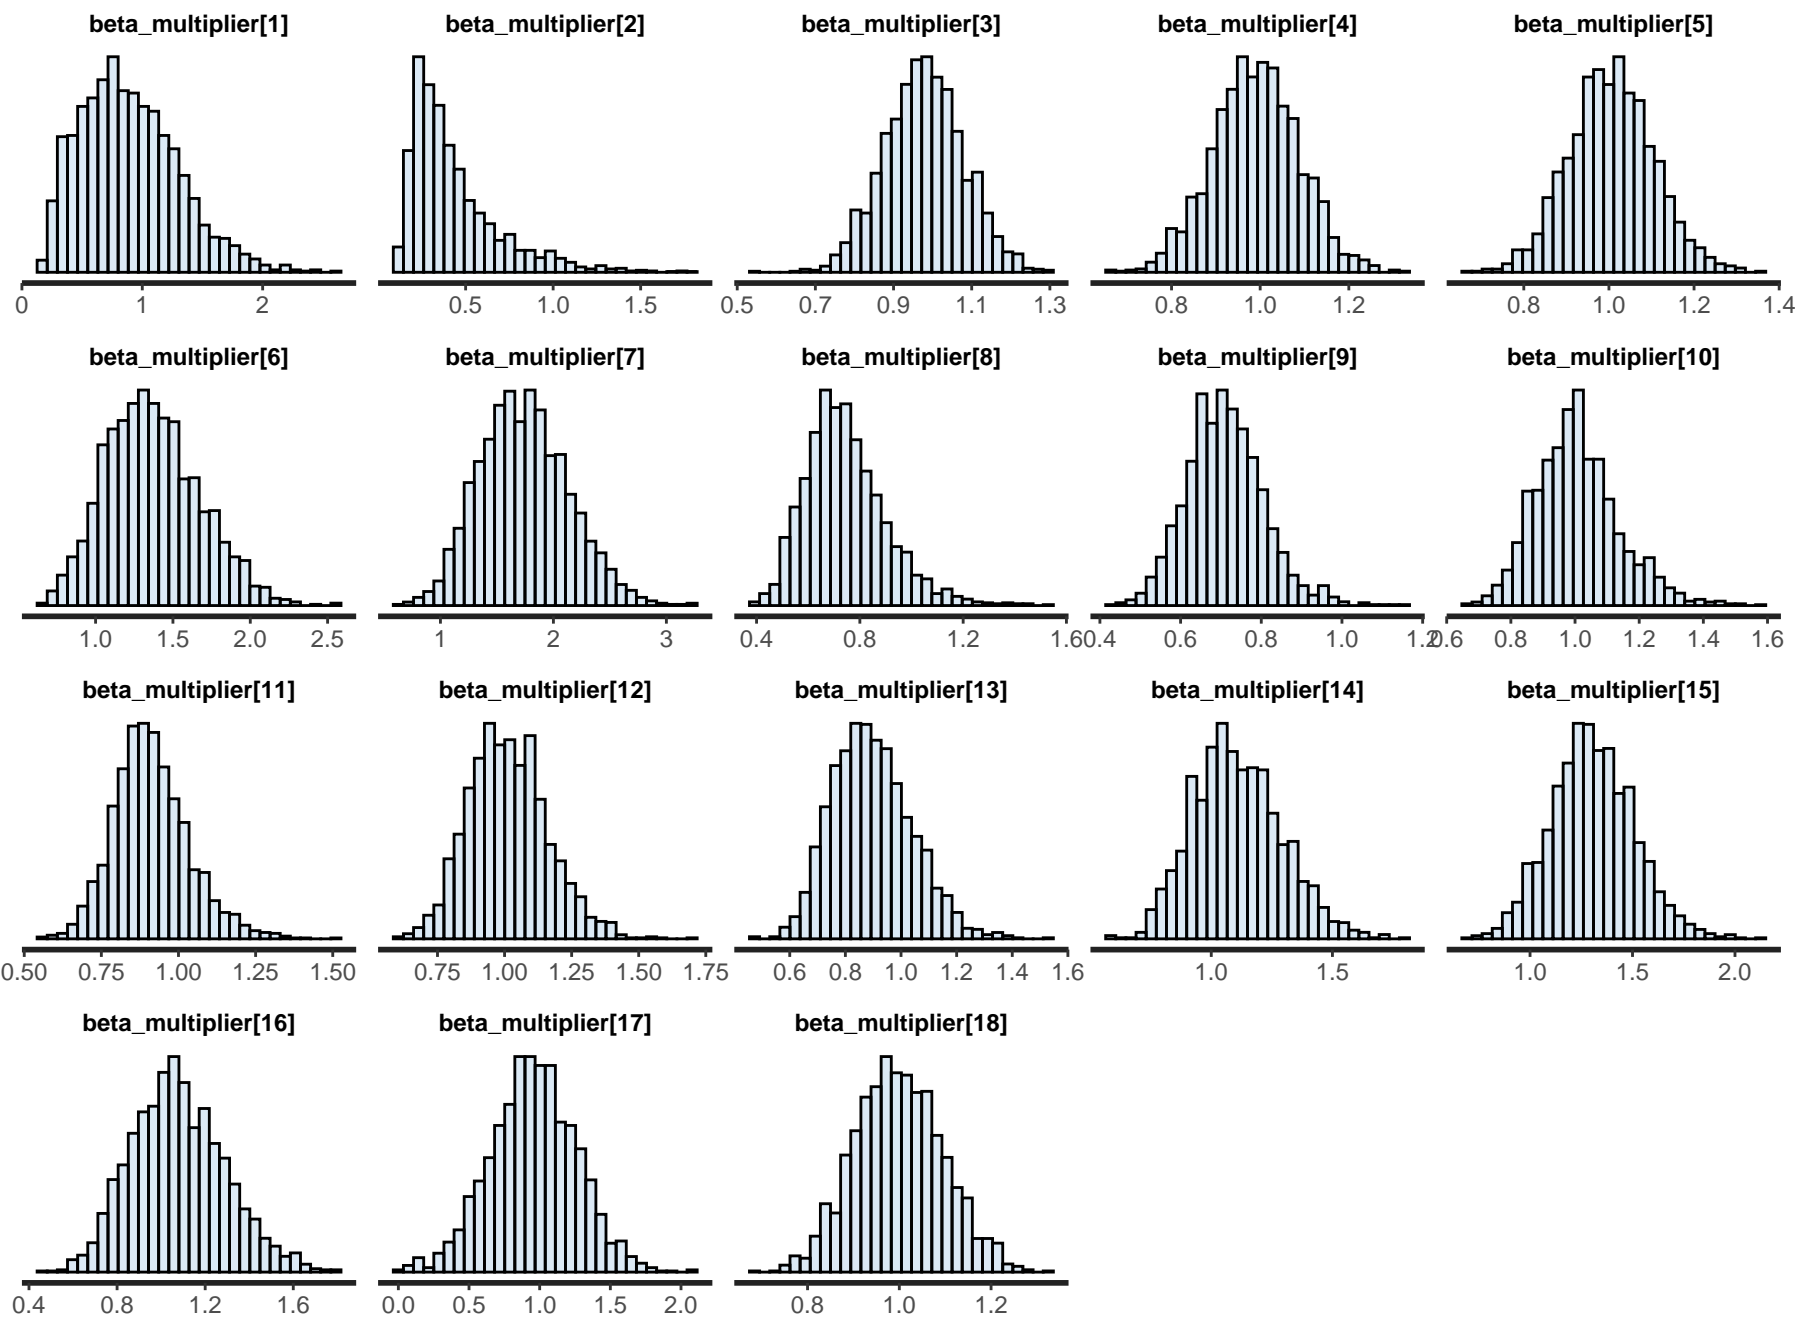 beta_multiplier[1] beta_multiplier[2] beta_multiplier[3] beta_multiplier[4] beta_multiplier[5]
0 1 2 0.5 1.0 1.5 0.5 0.7 0.9 1.1 1.3 0.8 1.0 1.2 0.8 1.0 1.2 1.4
beta_multiplier[6] beta_multiplier[7] beta_multiplier[8] beta_multiplier[9] beta_multiplier[10]
1.0 1.5 2.0 2.5 1 2 3 0.4 0.8 1.2 1.6 0.4 0.6 0.8 1.0 1.2 0.6 0.8 1.0 1.2 1.4 1.6
beta_multiplier[11] beta_multiplier[12] beta_multiplier[13] beta_multiplier[14] beta_multiplier[15]
0.50 0.75 1.00 1.25 1.50 0.75 1.00 1.25 1.50 1.75 0.6 0.8 1.0 1.2 1.4 1.6 1.0 1.5 1.0 1.5 2.0
beta_multiplier[16] beta_multiplier[17] beta_multiplier[18]
0.4 0.8 1.2 1.6 0.0 0.5 1.0 1.5 2.0 0.8 1.0 1.2